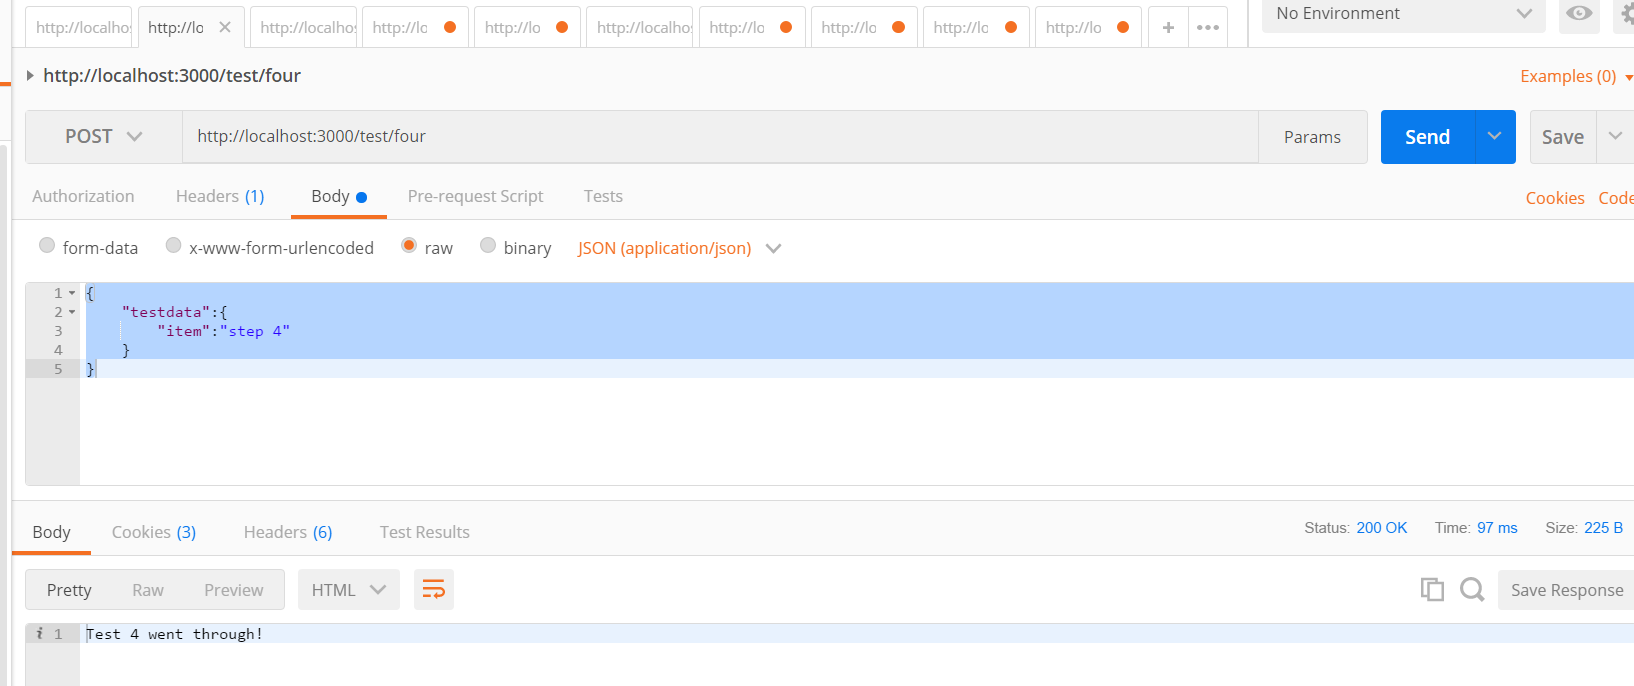 http://localhos http://lo http://localhos http://lo http://lo http://localhos http://lo http://lo http://lo http://lo No Environment
http://localhost:3000/test/four Examples (0)
POST http://localhost:3000/test/four Params Send Save
Authorization Headers (1) Body Pre-request Script Tests Cookies Code
form-data x-www-form-urlencoded raw binary JSON (application/json)
1 {
2 "testdata":{
3 "item":"step 4"
4 }
5 }
Body Cookies (3) Headers (6) Test Results Status: 200 OK Time: 97 ms Size: 225 B
Pretty Raw Preview HTML Save Response
i 1 Test 4 went through!